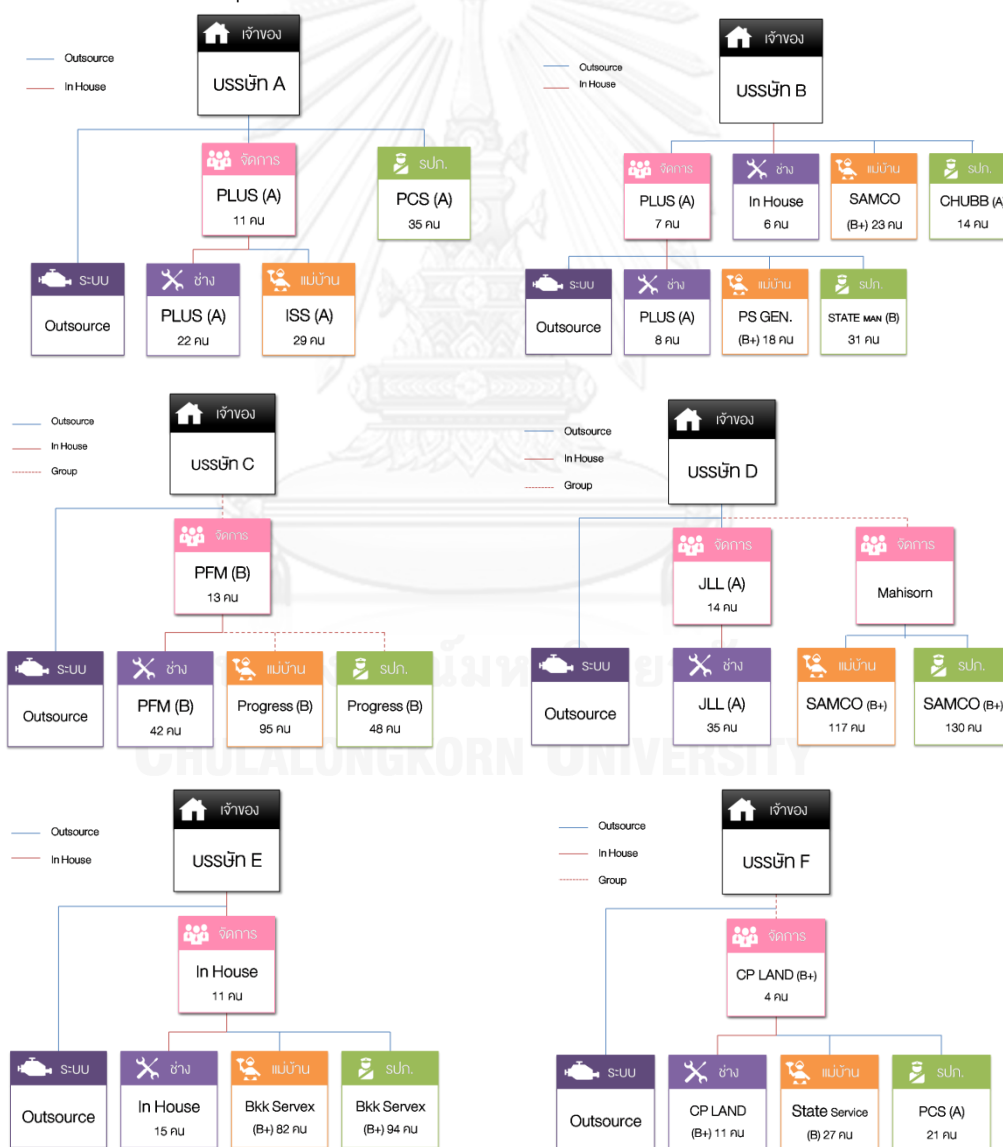 เจ้าของ
Outsource
In House
บริษัท A
จัดการ
PLUS (A)
11 คน
รปภ.
PCS (A)
35 คน
ระบบ
Outsource
ช่าง
PLUS (A)
22 คน
แม่บ้าน
ISS (A)
29 คน
เจ้าของ
Outsource
In House
บริษัท B
จัดการ
PLUS (A)
7 คน
ช่าง
In House
6 คน
แม่บ้าน
SAMCO
(B+) 23 คน
รปภ.
CHUBB (A)
14 คน
ระบบ
Outsource
ช่าง
PLUS (A)
8 คน
แม่บ้าน
PS GEN.
(B+) 18 คน
รปภ.
STATE MAN (B)
31 คน
เจ้าของ
Outsource
In House
Group
บริษัท C
จัดการ
PFM (B)
13 คน
ระบบ
Outsource
ช่าง
PFM (B)
42 คน
แม่บ้าน
Progress (B)
95 คน
รปภ.
Progress (B)
48 คน
เจ้าของ
Outsource
In House
Group
บริษัท D
จัดการ
JLL (A)
14 คน
จัดการ
Mahisorn
ระบบ
Outsource
ช่าง
JLL (A)
35 คน
แม่บ้าน
SAMCO (B+)
117 คน
รปภ.
SAMCO (B+)
130 คน
CHULALONGKORN UNIVERSITY
เจ้าของ
Outsource
In House
บริษัท E
จัดการ
In House
11 คน
ระบบ
Outsource
ช่าง
In House
15 คน
แม่บ้าน
Bkk Servex
(B+) 82 คน
รปภ.
Bkk Servex
(B+) 94 คน
เจ้าของ
Outsource
In House
Group
บริษัท F
จัดการ
CP LAND (B+)
4 คน
ระบบ
Outsource
ช่าง
CP LAND
(B+) 11 คน
แม่บ้าน
State Service
(B) 27 คน
รปภ.
PCS (A)
21 คน